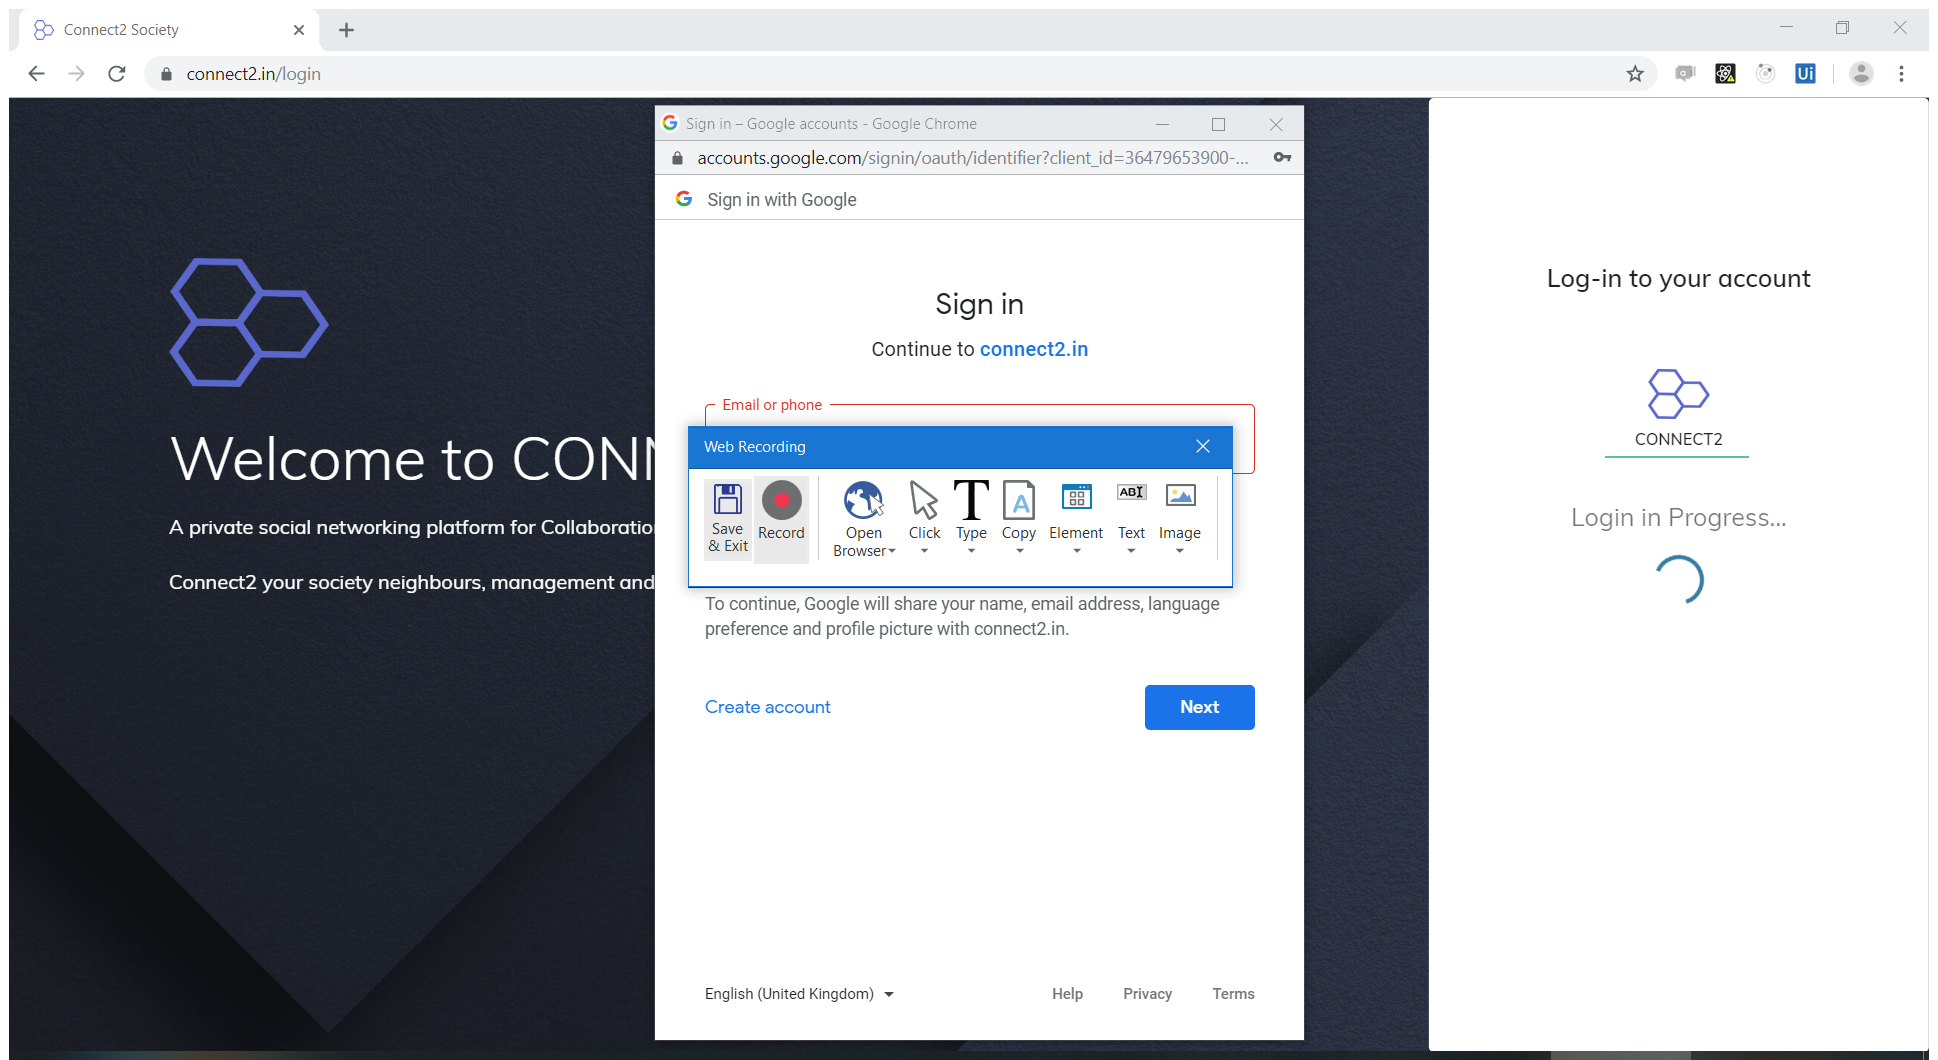 Connect2 Society
connect2.in/login
Sign in – Google accounts - Google Chrome
accounts.google.com/signin/oauth/identifier?client_id=36479653900-...
Sign in with Google
Sign in
Continue to connect2.in
Email or phone
Web Recording
Save & Exit
Record
Open Browser
Click
Type
Copy
Element
Text
Image
To continue, Google will share your name, email address, language
preference and profile picture with connect2.in.
Create account
Next
English (United Kingdom)
Help
Privacy
Terms
Welcome to CONN
A private social networking platform for Collaboratio
Connect2 your society neighbours, management and
Log-in to your account
CONNECT2
Login in Progress...
Ui
A
ABI